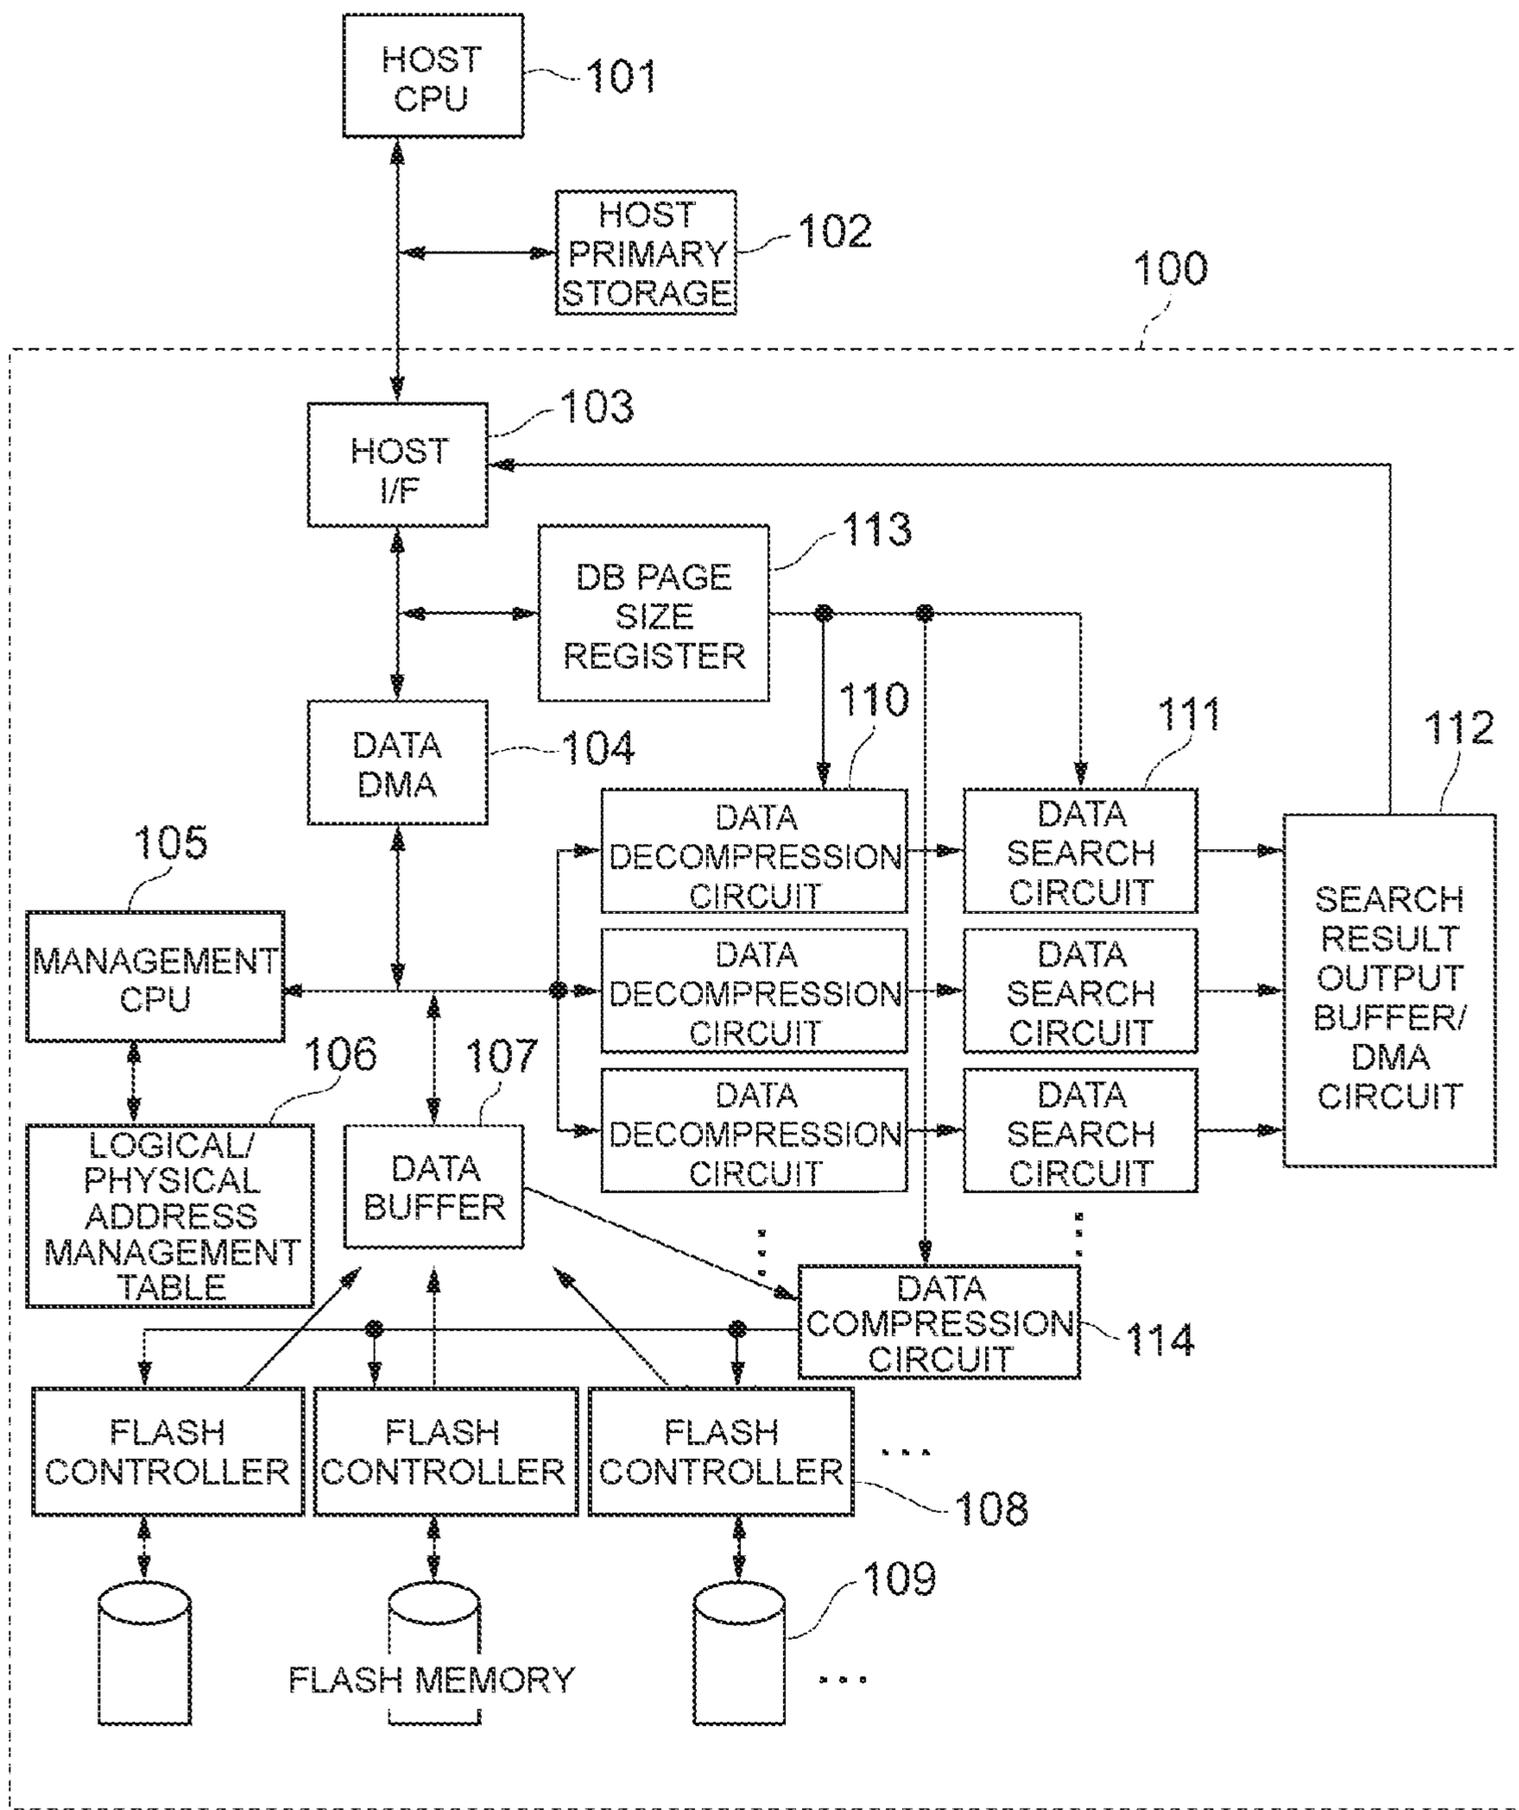 HOST
CPU
101
HOST
PRIMARY
STORAGE
102
100
HOST
I/F
103
DB PAGE
SIZE
REGISTER
113
DATA
DMA
104
110
111
112
105
MANAGEMENT
CPU
DATA
DECOMPRESSION
CIRCUIT
DATA
SEARCH
CIRCUIT
DATA
DECOMPRESSION
CIRCUIT
DATA
SEARCH
CIRCUIT
DATA
DECOMPRESSION
CIRCUIT
DATA
SEARCH
CIRCUIT
SEARCH
RESULT
OUTPUT
BUFFER/
DMA
CIRCUIT
106
LOGICAL/
PHYSICAL
ADDRESS
MANAGEMENT
TABLE
107
DATA
BUFFER
DATA
COMPRESSION
CIRCUIT
114
FLASH
CONTROLLER
FLASH
CONTROLLER
FLASH
CONTROLLER
...
108
109
FLASH MEMORY
...